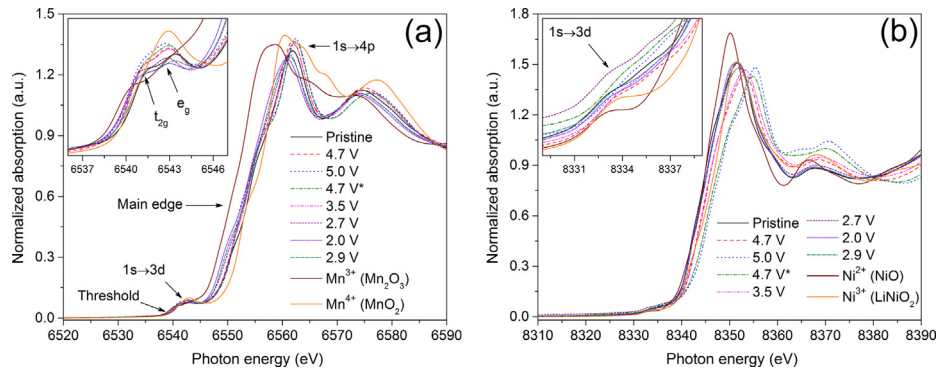 (a)
1s→4p
e_g
t_2g
6537 6540 6543 6546
Main edge
1s→3d
Threshold
Pristine
4.7 V
5.0 V
4.7 V*
3.5 V
2.7 V
2.0 V
2.9 V
Mn³⁺ (Mn₂O₃)
Mn⁴⁺ (MnO₂)
1.5
1.2
0.9
0.6
0.3
0.0
6520 6530 6540 6550 6560 6570 6580 6590
Normalized absorption (a.u.)
Photon energy (eV)
(b)
1s→3d
8331 8334 8337
Pristine
4.7 V
5.0 V
4.7 V*
3.5 V
2.7 V
2.0 V
2.9 V
Ni²⁺ (NiO)
Ni³⁺ (LiNiO₂)
1.8
1.5
1.2
0.9
0.6
0.3
0.0
8310 8320 8330 8340 8350 8360 8370 8380 8390
Normalized absorption (a.u.)
Photon energy (eV)